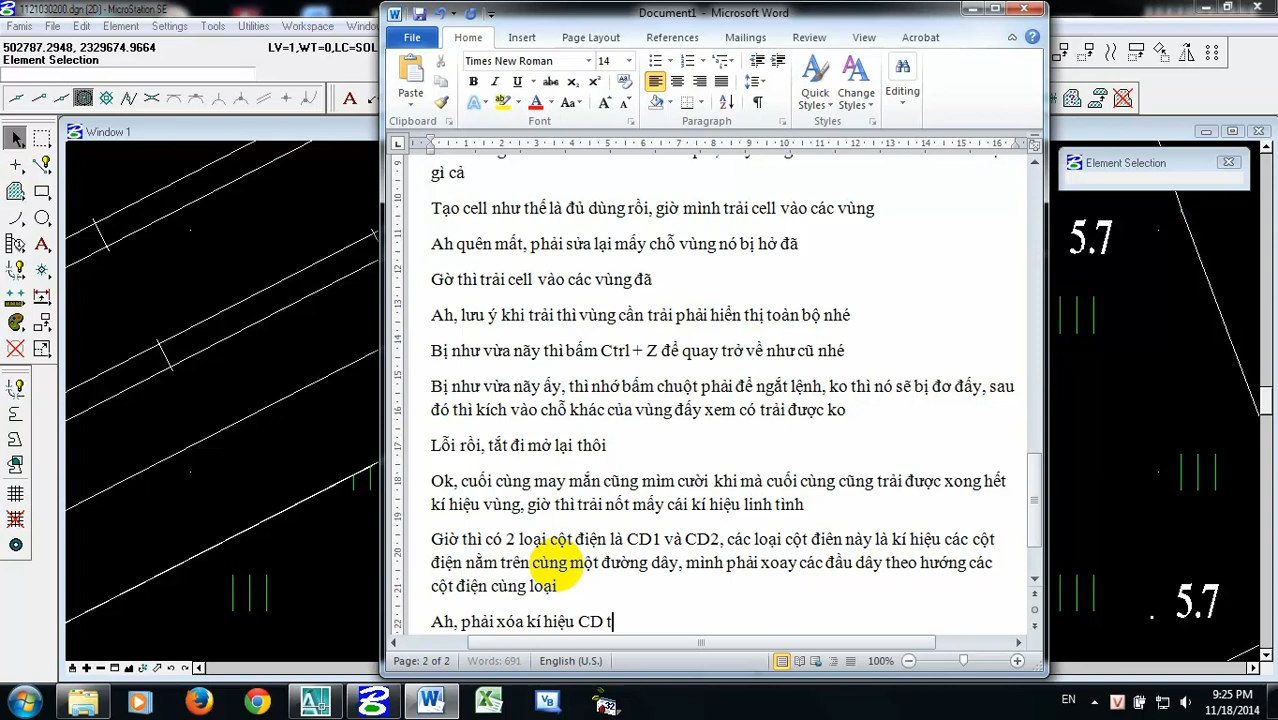 1121030200.dgn (2D) - MicroStation SE
Famis File Edit Element Settings Tools Utilities Workspace
502787.2948, 2329674.9664 LV=1,WT=0,LC=SOL
Element Selection
Window 1
Document1 - Microsoft Word
File Home Insert Page Layout References Mailings Review View Acrobat
Times New Roman 14
Paste
Quick Styles
Change Styles
Editing
Clipboard Font Paragraph Styles
gì cả
Tạo cell như thế là đủ dùng rồi, giờ mình trải cell vào các vùng
Ah quên mất, phải sửa lại mấy chỗ vùng nó bị hở đã
Gờ thì trải cell vào các vùng đã
Ah, lưu ý khi trải thì vùng cần trải phải hiển thị toàn bộ nhé
Bị như vừa nãy thì bấm Ctrl + Z để quay trở về như cũ nhé
Bị như vừa nãy ấy, thì nhớ bấm chuột phải để ngắt lệnh, ko thì nó sẽ bị đơ đấy, sau
đó thì kích vào chỗ khác của vùng đấy xem có trải được ko
Lỗi rồi, tắt đi mở lại thôi
Ok, cuối cùng may mắn cũng mìm cười khi mà cuối cùng cũng trải được xong hết
kí hiệu vùng, giờ thì trải nốt mấy cái kí hiệu linh tinh
Giờ thì có 2 loại cột điện là CD1 và CD2, các loại cột điên này là kí hiệu các cột
điện nằm trên cùng một đường dây, mình phải xoay các đầu dây theo hướng các
cột điện cùng loại
Ah, phải xóa kí hiệu CD t
Page: 2 of 2 Words: 691 English (U.S.) 100%
Element Selection
5.7
5.7
EN
9:25 PM
11/18/2014